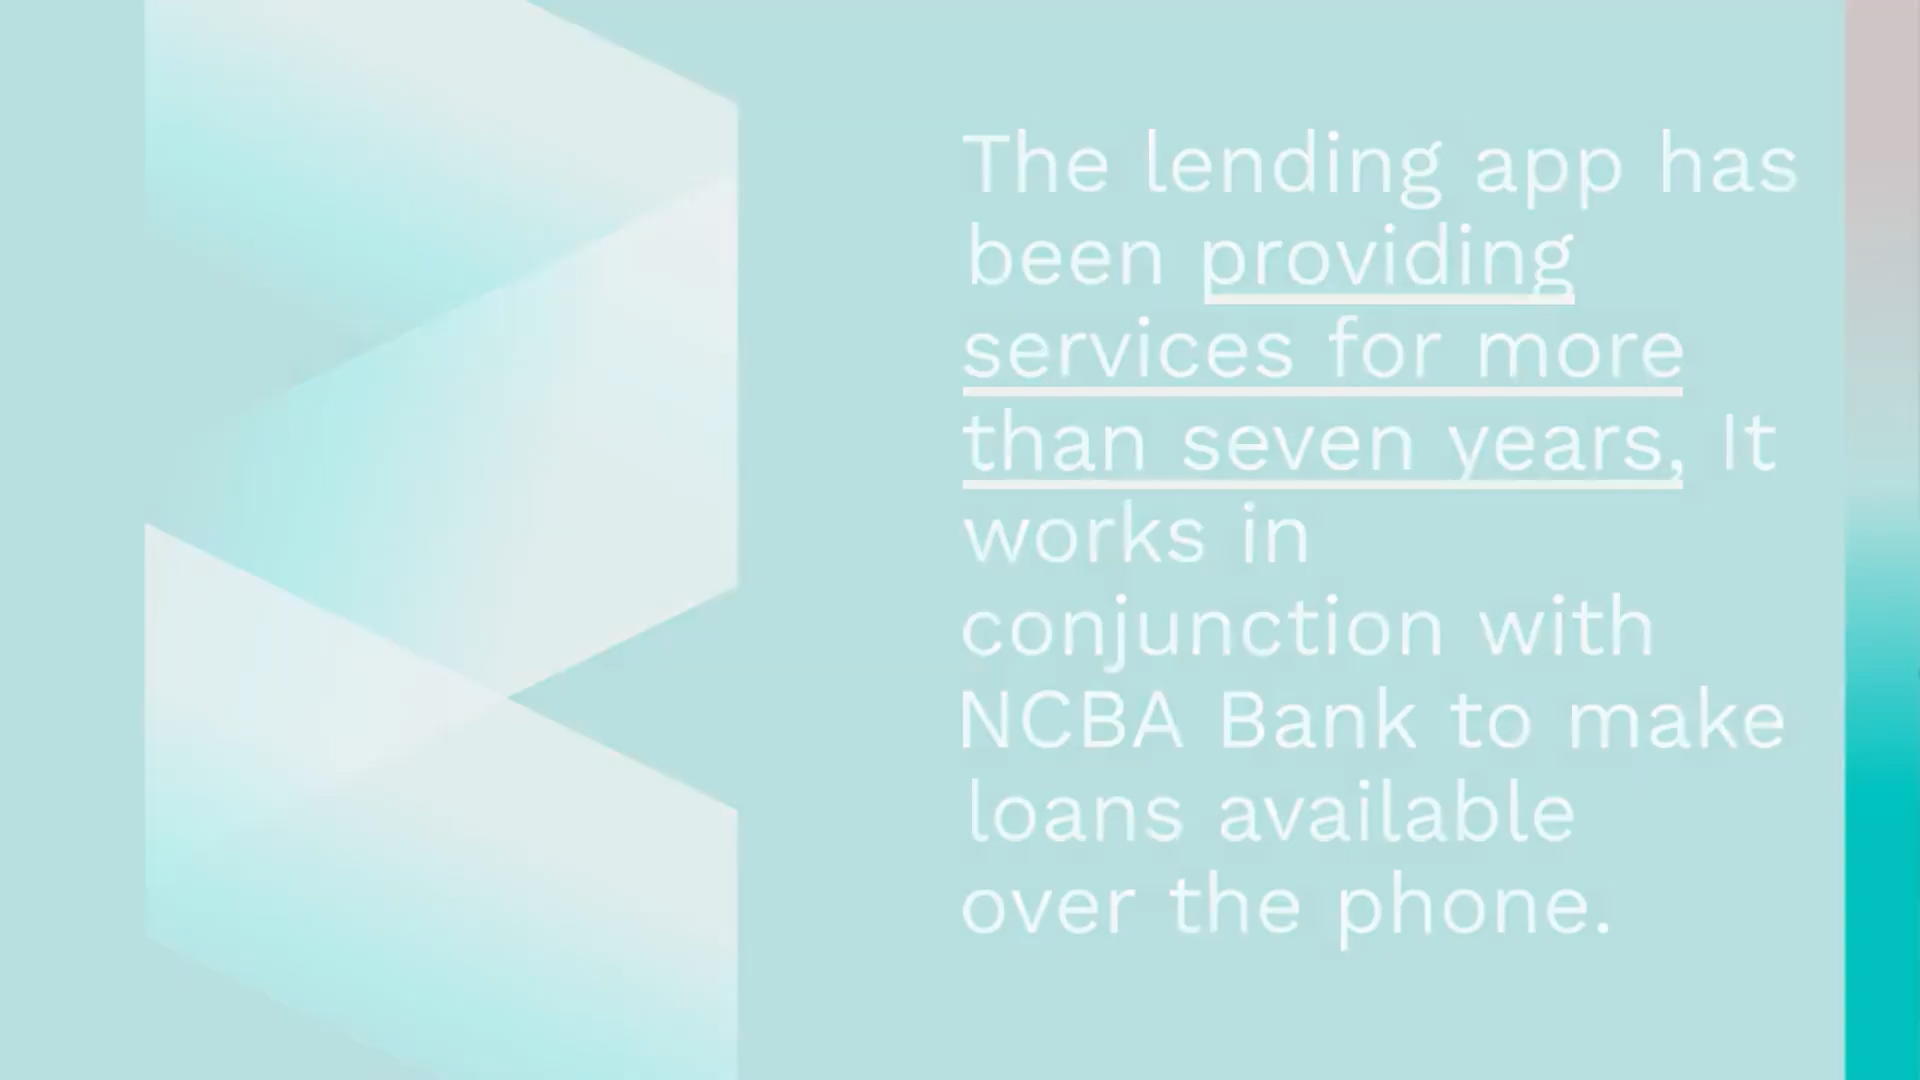 The lending app has
been providing
services for more
than seven years, It
works in
conjunction with
NCBA Bank to make
loans available
over the phone.